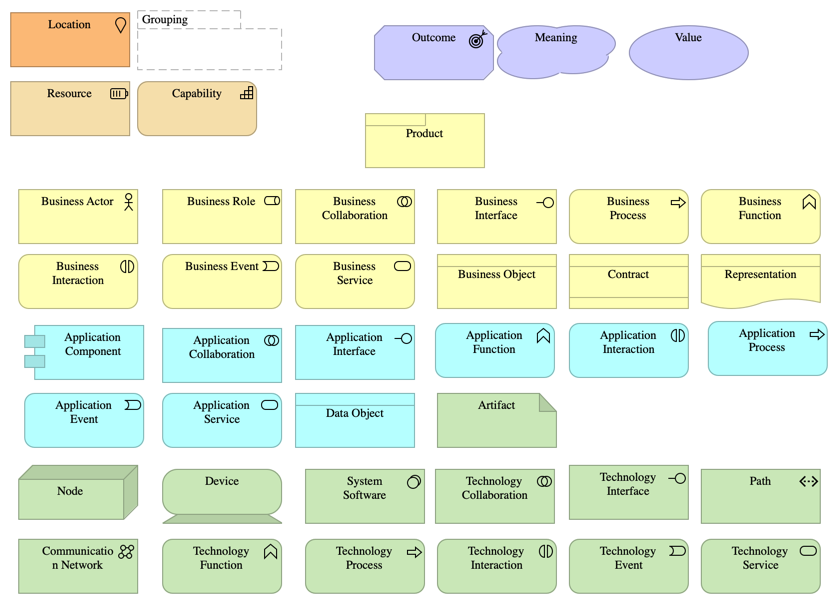 Location
Grouping
Outcome
Meaning
Value
Resource
Capability
Product
Business Actor
Business Role
Business
Collaboration
Business
Interface
Business
Process
Business
Function
Business
Interaction
Business Event
Business
Service
Business Object
Contract
Representation
Application
Component
Application
Collaboration
Application
Interface
Application
Function
Application
Interaction
Application
Process
Application
Event
Application
Service
Data Object
Artifact
Node
Device
System
Software
Technology
Collaboration
Technology
Interface
Path
Communicatio
n Network
Technology
Function
Technology
Process
Technology
Interaction
Technology
Event
Technology
Service